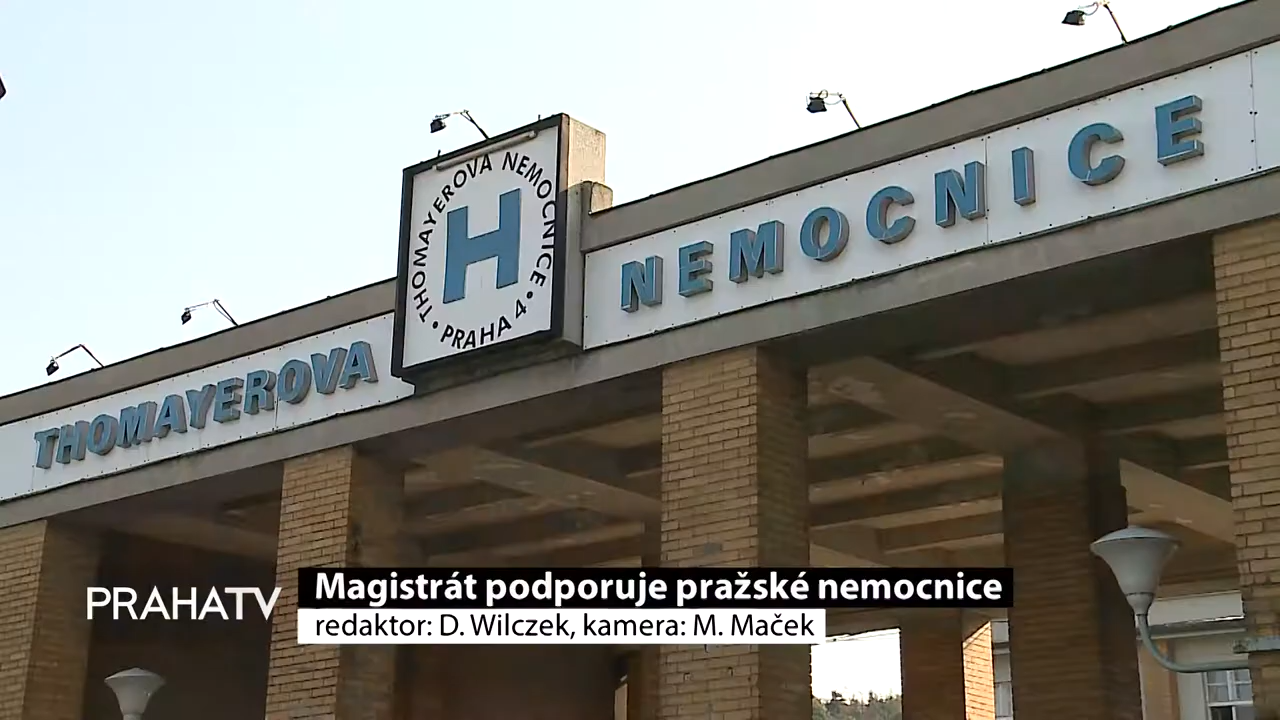 THOMAYEROVA NEMOCNICE
THOMAYEROVA NEMOCNICE • PRAHA 4 •
H
PRAHATV
Magistrát podporuje pražské nemocnice
redaktor: D. Wilczek, kamera: M. Maček